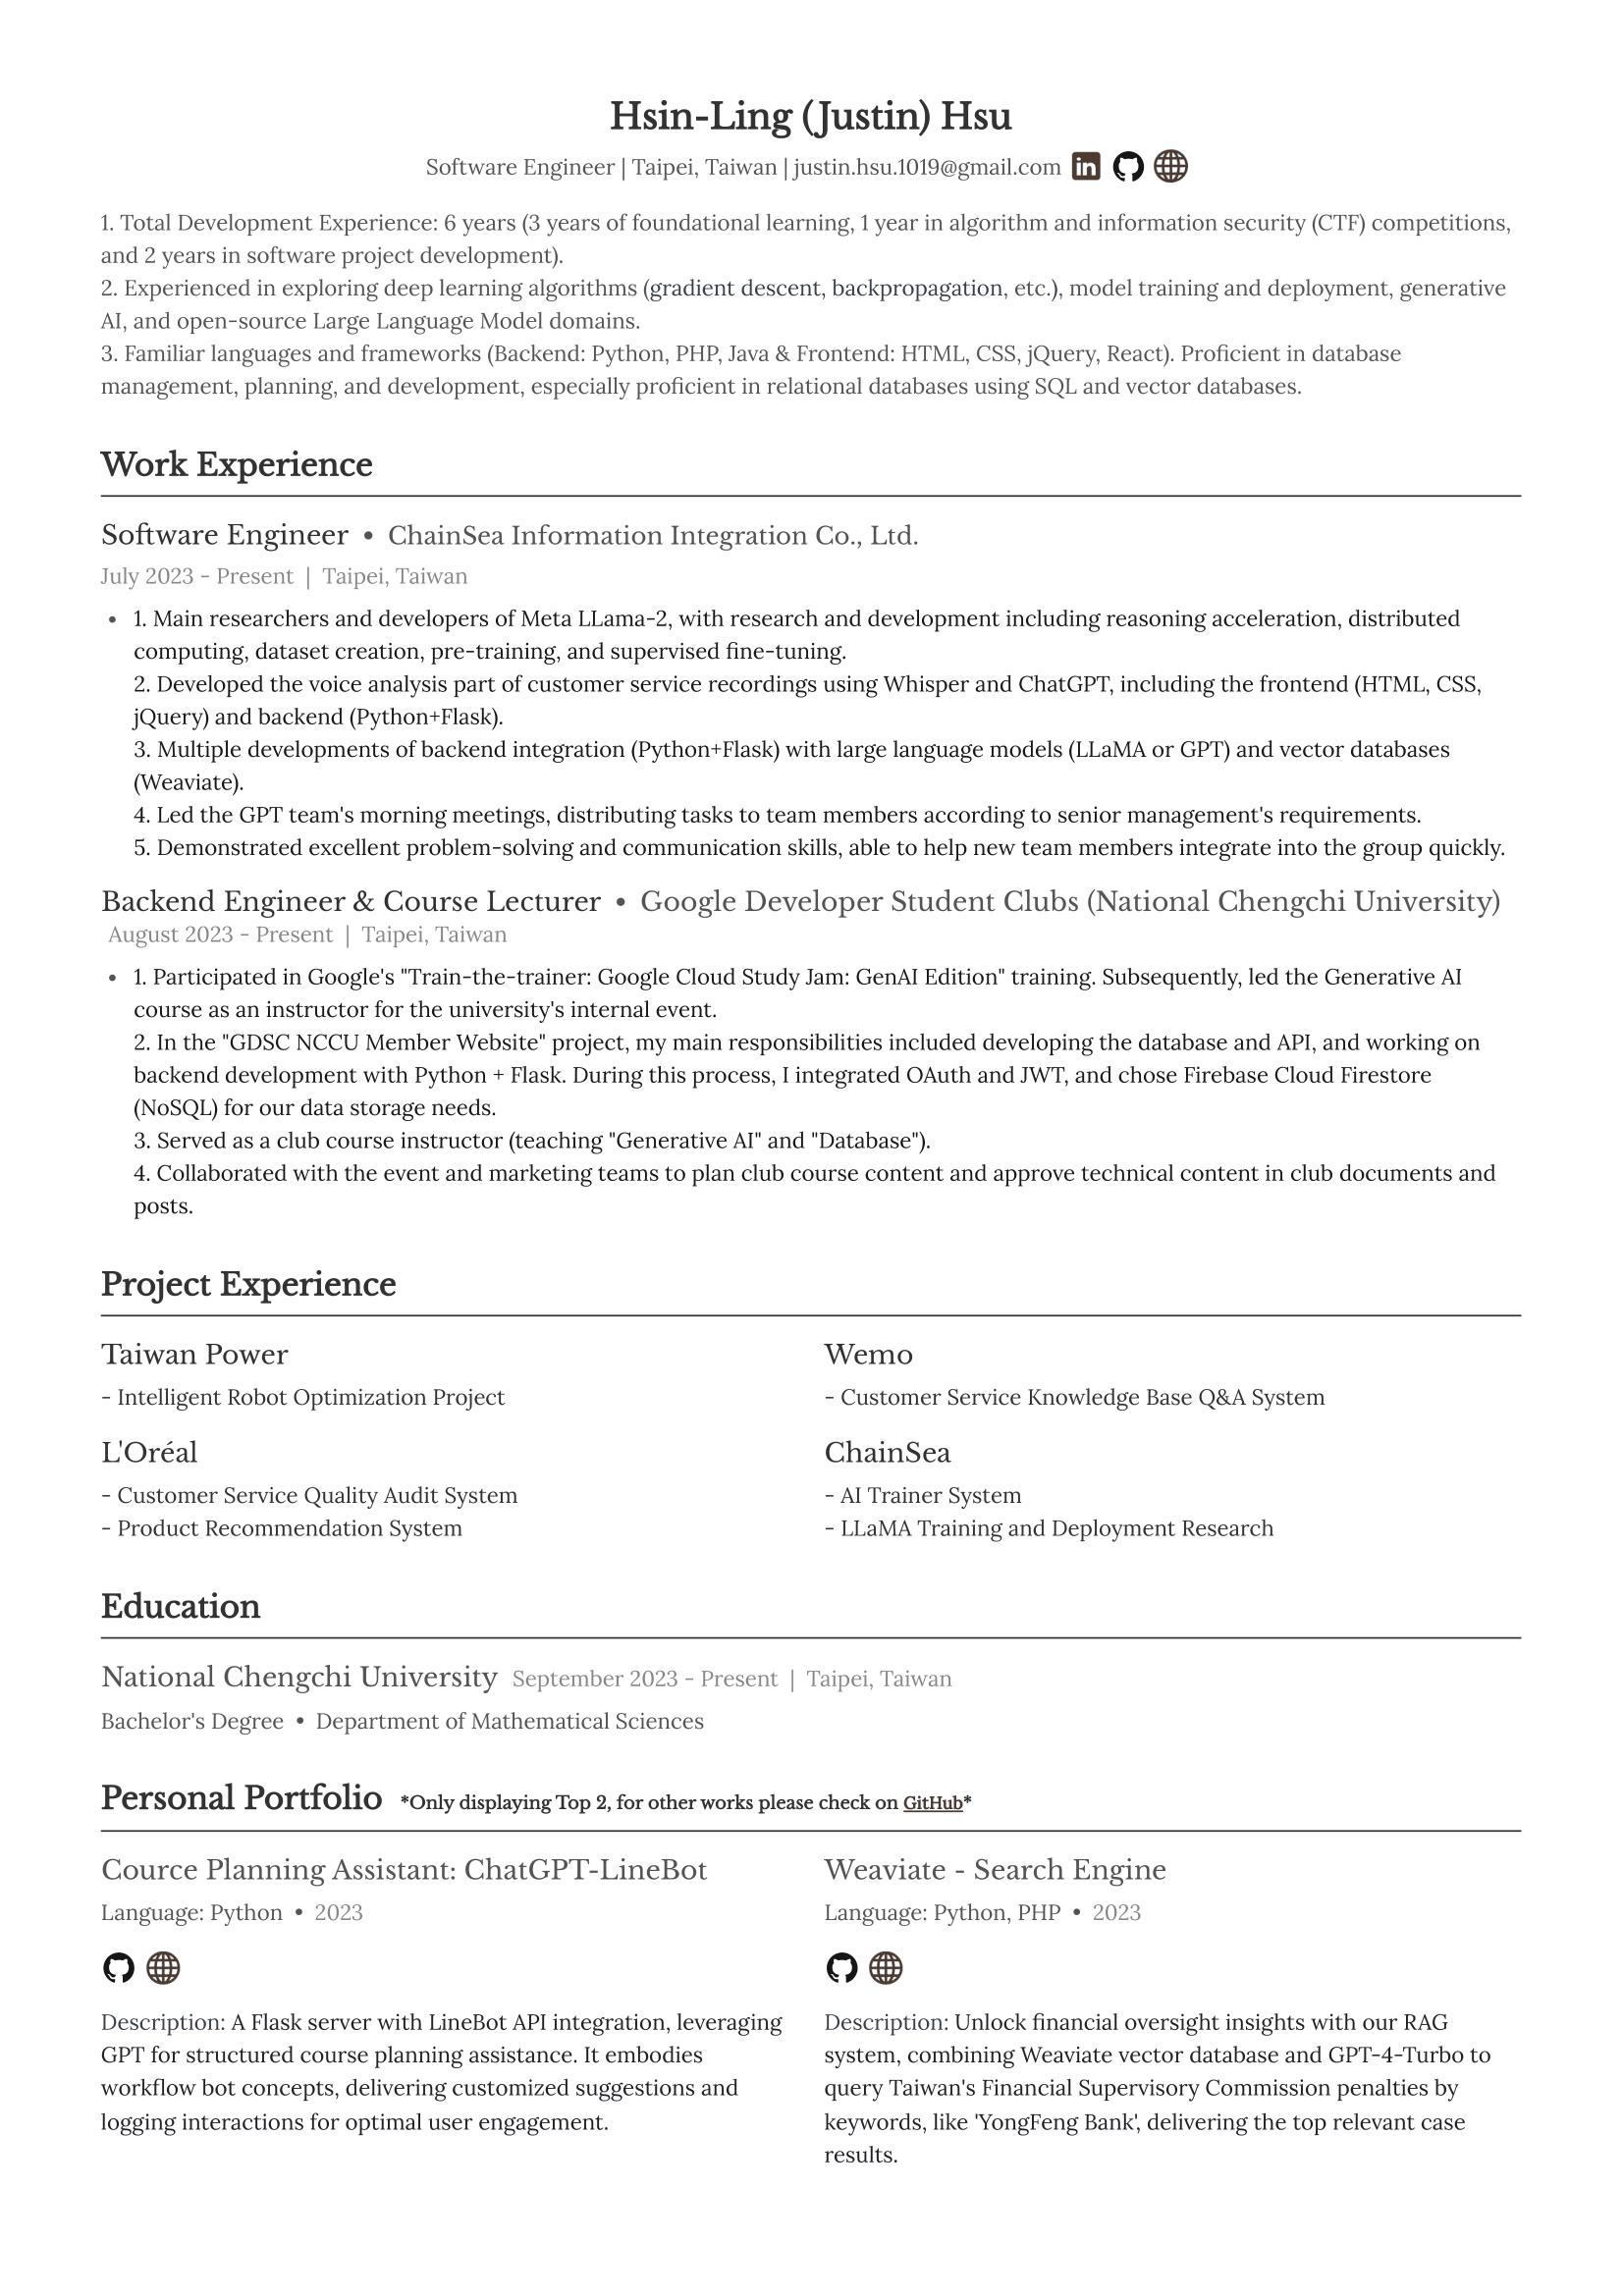 Hsin-Ling (Justin) Hsu
Software Engineer | Taipei, Taiwan | justin.hsu.1019@gmail.com
1. Total Development Experience: 6 years (3 years of foundational learning, 1 year in algorithm and information security (CTF) competitions,
and 2 years in software project development).
2. Experienced in exploring deep learning algorithms (gradient descent, backpropagation, etc.), model training and deployment, generative
AI, and open-source Large Language Model domains.
3. Familiar languages and frameworks (Backend: Python, PHP, Java & Frontend: HTML, CSS, jQuery, React). Proficient in database
management, planning, and development, especially proficient in relational databases using SQL and vector databases.
Work Experience
Software Engineer • ChainSea Information Integration Co., Ltd.
July 2023 - Present | Taipei, Taiwan
• 1. Main researchers and developers of Meta LLama-2, with research and development including reasoning acceleration, distributed
computing, dataset creation, pre-training, and supervised fine-tuning.
2. Developed the voice analysis part of customer service recordings using Whisper and ChatGPT, including the frontend (HTML, CSS,
jQuery) and backend (Python+Flask).
3. Multiple developments of backend integration (Python+Flask) with large language models (LLaMA or GPT) and vector databases
(Weaviate).
4. Led the GPT team's morning meetings, distributing tasks to team members according to senior management's requirements.
5. Demonstrated excellent problem-solving and communication skills, able to help new team members integrate into the group quickly.
Backend Engineer & Course Lecturer • Google Developer Student Clubs (National Chengchi University)
August 2023 - Present | Taipei, Taiwan
• 1. Participated in Google's "Train-the-trainer: Google Cloud Study Jam: GenAI Edition" training. Subsequently, led the Generative AI
course as an instructor for the university's internal event.
2. In the "GDSC NCCU Member Website" project, my main responsibilities included developing the database and API, and working on
backend development with Python + Flask. During this process, I integrated OAuth and JWT, and chose Firebase Cloud Firestore
(NoSQL) for our data storage needs.
3. Served as a club course instructor (teaching "Generative AI" and "Database").
4. Collaborated with the event and marketing teams to plan club course content and approve technical content in club documents and
posts.
Project Experience
Taiwan Power
- Intelligent Robot Optimization Project
Wemo
- Customer Service Knowledge Base Q&A System
L'Oréal
- Customer Service Quality Audit System
- Product Recommendation System
ChainSea
- AI Trainer System
- LLaMA Training and Deployment Research
Education
National Chengchi University September 2023 - Present | Taipei, Taiwan
Bachelor's Degree • Department of Mathematical Sciences
Personal Portfolio *Only displaying Top 2, for other works please check on GitHub*
Cource Planning Assistant: ChatGPT-LineBot
Language: Python • 2023
Description: A Flask server with LineBot API integration, leveraging
GPT for structured course planning assistance. It embodies
workflow bot concepts, delivering customized suggestions and
logging interactions for optimal user engagement.
Weaviate - Search Engine
Language: Python, PHP • 2023
Description: Unlock financial oversight insights with our RAG
system, combining Weaviate vector database and GPT-4-Turbo to
query Taiwan's Financial Supervisory Commission penalties by
keywords, like 'YongFeng Bank', delivering the top relevant case
results.